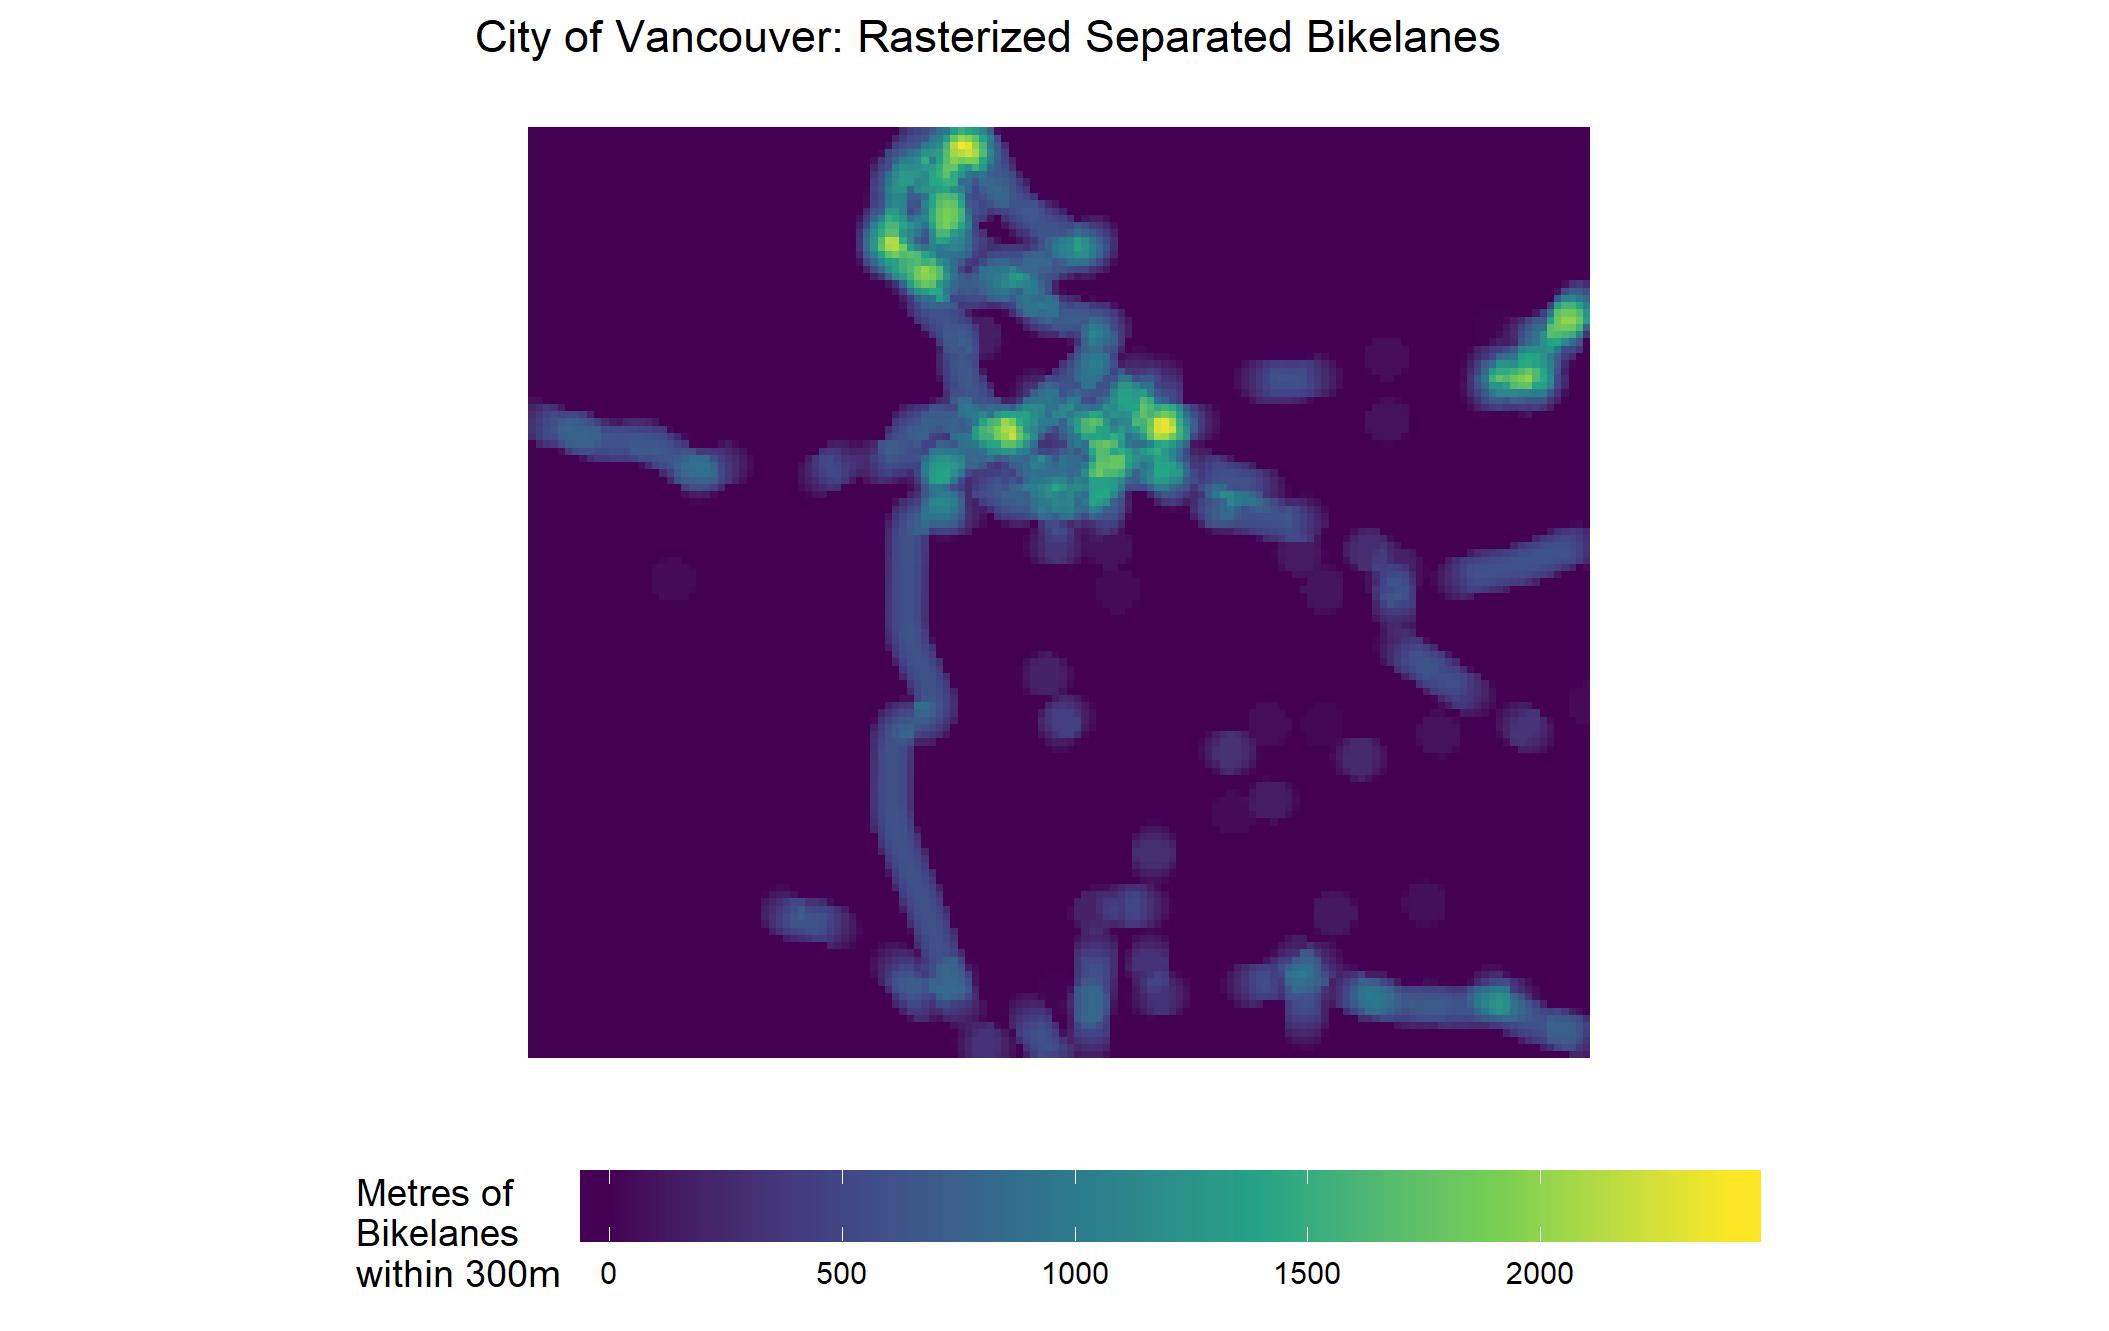 City of Vancouver: Rasterized Separated Bikelanes
Metres of
Bikelanes
within 300m
0 500 1000 1500 2000